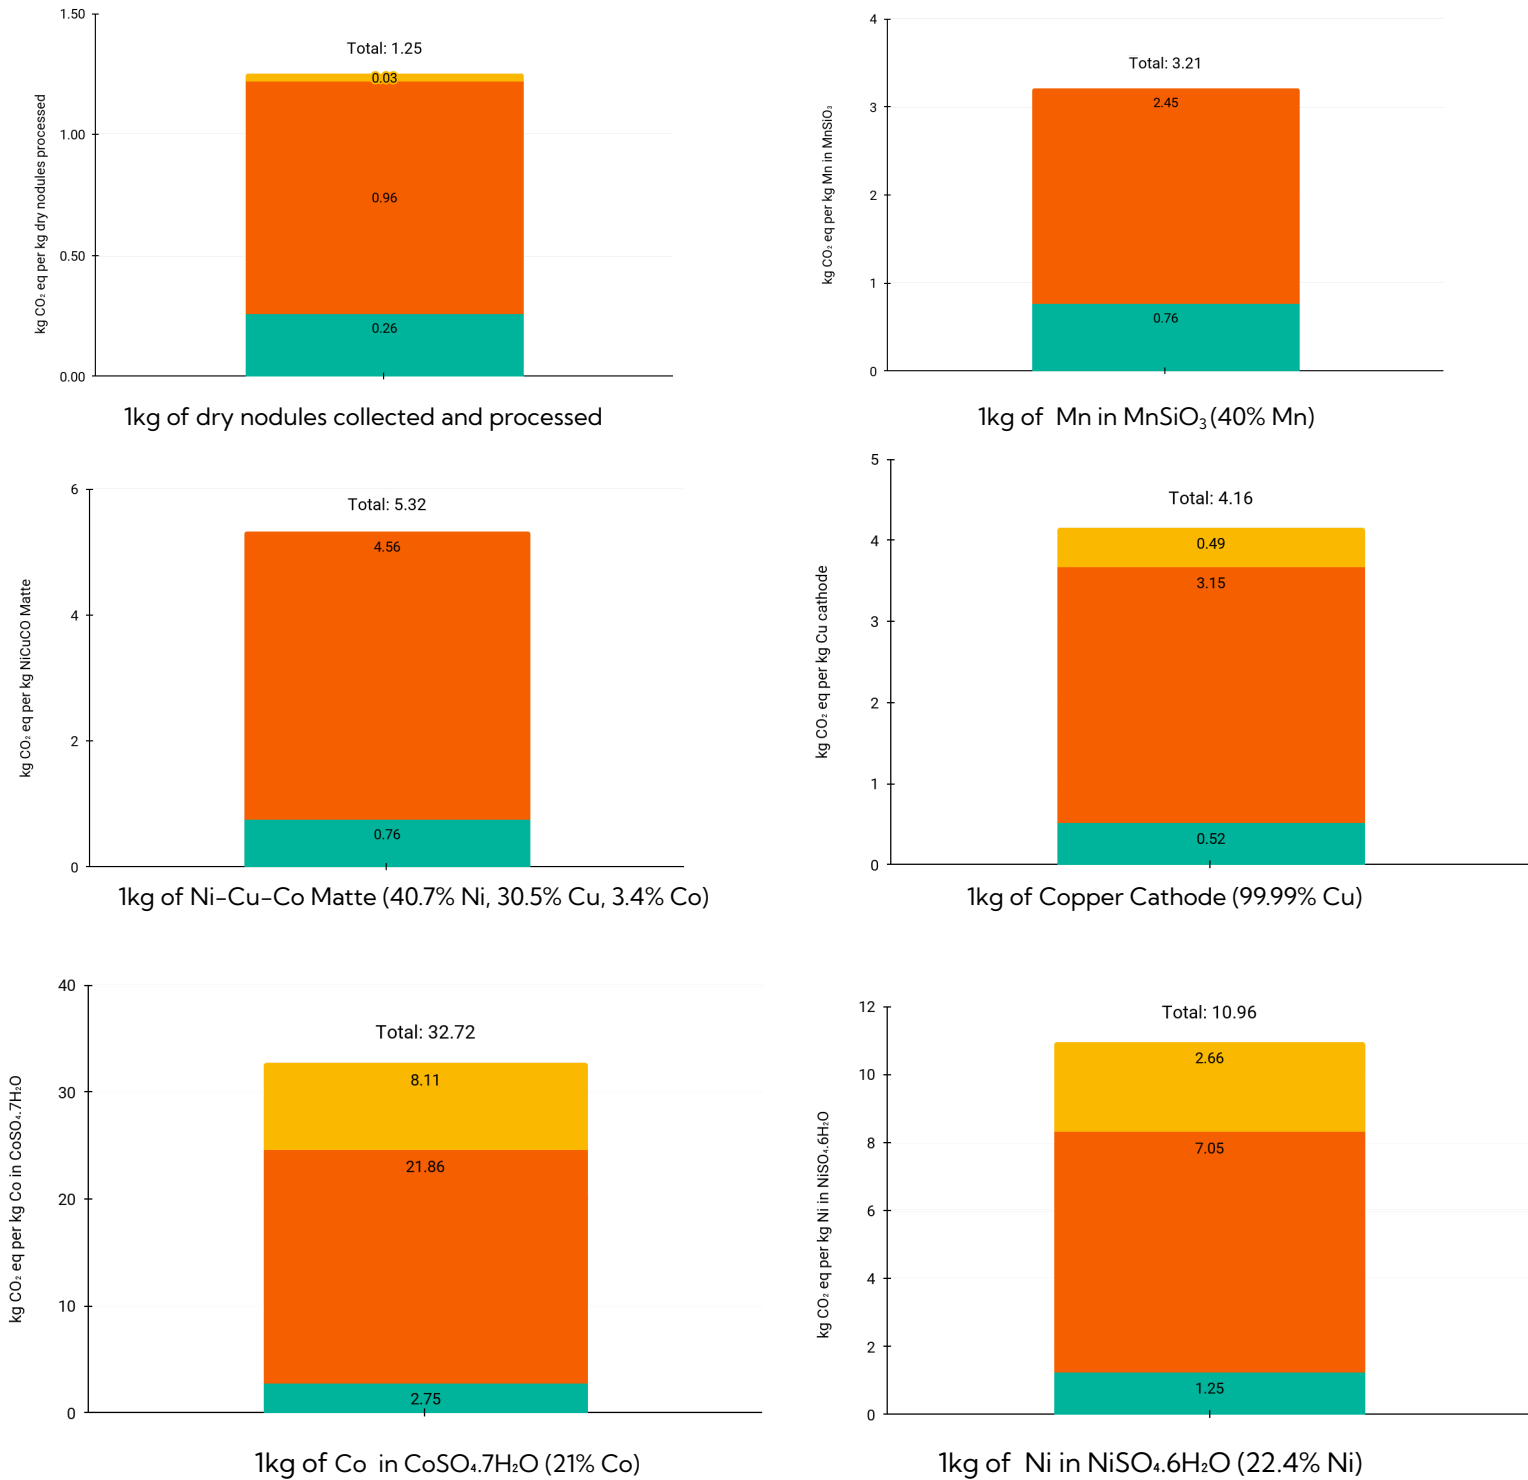 1.50
Total: 1.25
0.03
1.00
0.96
0.50
0.26
0.00
kg CO₂ eq per kg dry nodules processed
1kg of dry nodules collected and processed
4
Total: 3.21
3
2.45
2
1
0.76
0
kg CO₂ eq per kg Mn in MnSiO₃
1kg of Mn in MnSiO₃ (40% Mn)
6
Total: 5.32
4.56
4
2
0.76
0
kg CO₂ eq per kg NiCuCO Matte
1kg of Ni-Cu-Co Matte (40.7% Ni, 30.5% Cu, 3.4% Co)
5
Total: 4.16
4
0.49
3.15
3
2
1
0.52
0
kg CO₂ eq per kg Cu cathode
1kg of Copper Cathode (99.99% Cu)
40
Total: 32.72
30
8.11
21.86
20
10
2.75
0
kg CO₂ eq per kg Co in CoSO₄.7H₂O
1kg of Co in CoSO₄.7H₂O (21% Co)
12
Total: 10.96
2.66
10
8
7.05
6
4
2
1.25
0
kg CO₂ eq per kg Ni in NiSO₄.6H₂O
1kg of Ni in NiSO₄.6H₂O (22.4% Ni)